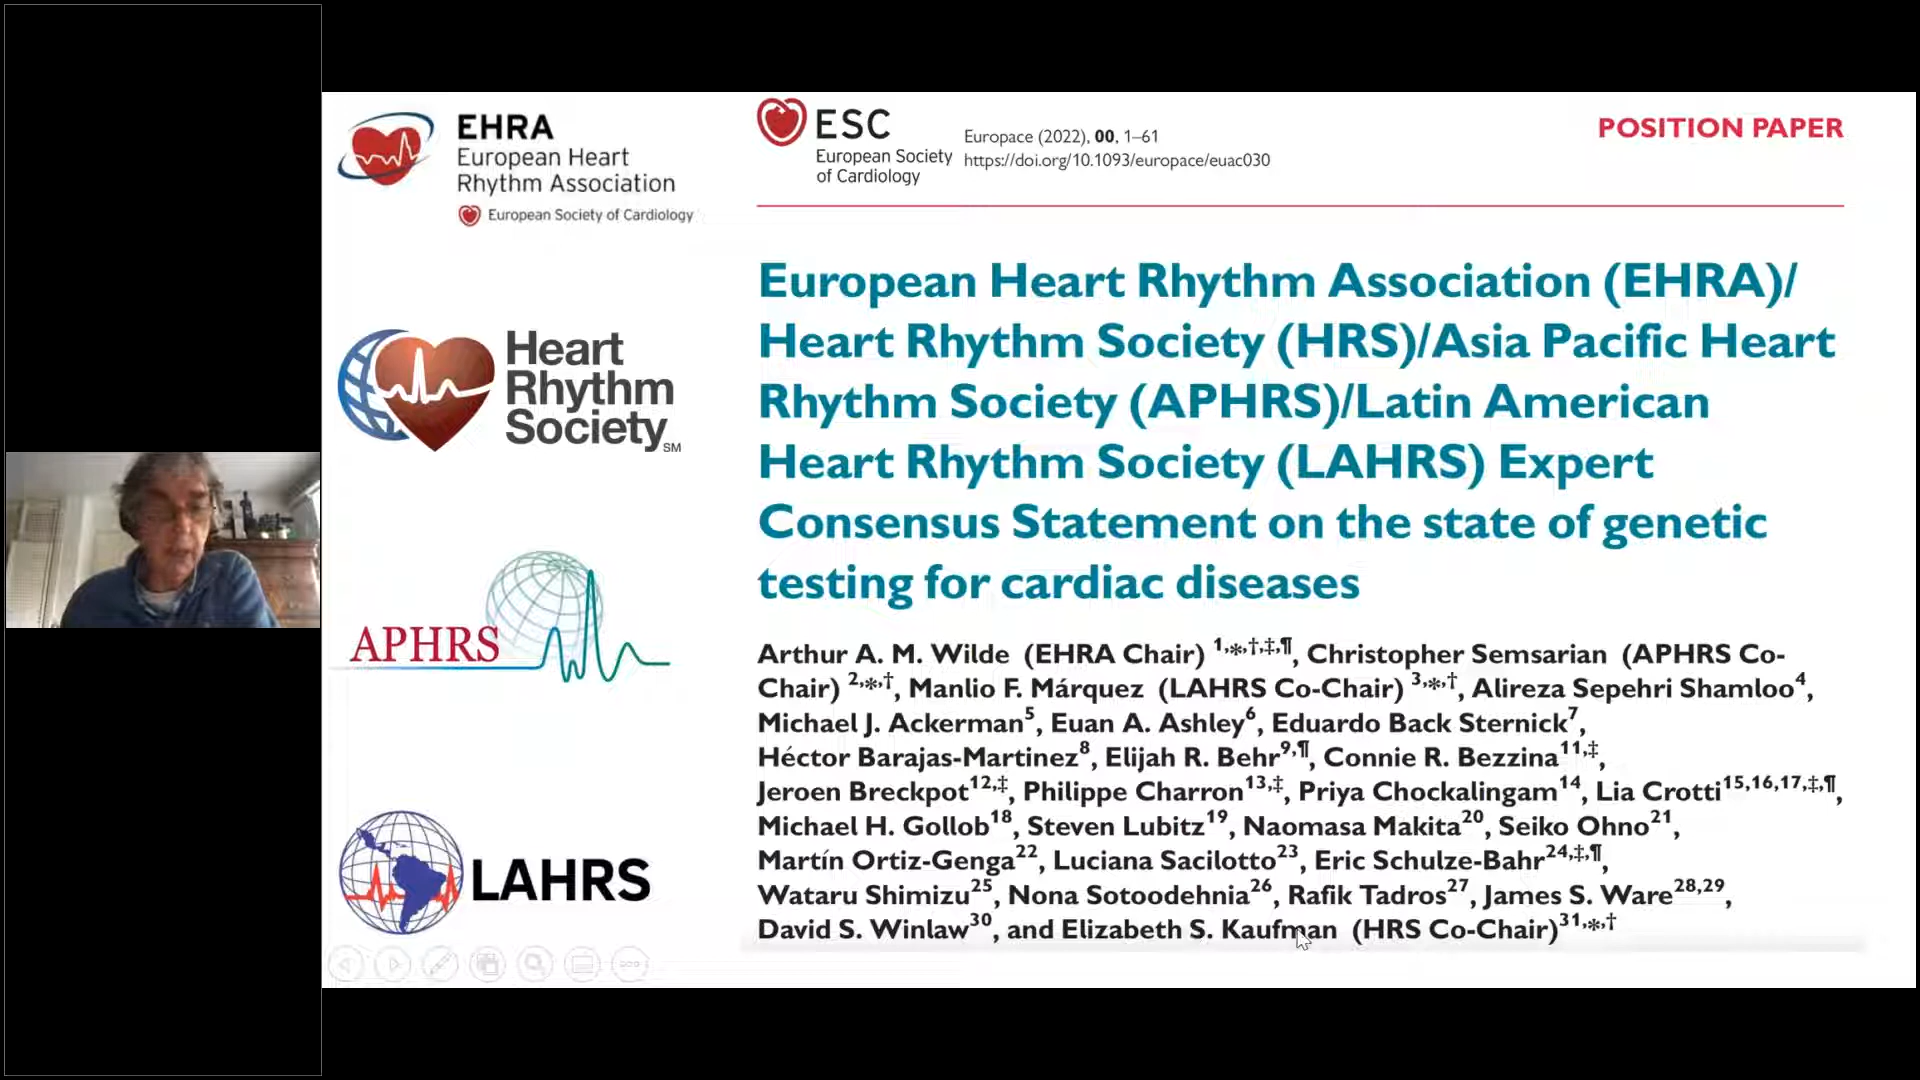 EHRA
European Heart
Rhythm Association
European Society of Cardiology
Heart
Rhythm
Society SM
APHRS
LAHRS
ESC
European Society
of Cardiology
Europace (2022), 00, 1–61
https://doi.org/10.1093/europace/euac030
POSITION PAPER
European Heart Rhythm Association (EHRA)/
Heart Rhythm Society (HRS)/Asia Pacific Heart
Rhythm Society (APHRS)/Latin American
Heart Rhythm Society (LAHRS) Expert
Consensus Statement on the state of genetic
testing for cardiac diseases
Arthur A. M. Wilde (EHRA Chair) 1,*,†,‡,¶, Christopher Semsarian (APHRS Co-
Chair) 2,*,†, Manlio F. Márquez (LAHRS Co-Chair) 3,*,†, Alireza Sepehri Shamloo4,
Michael J. Ackerman5, Euan A. Ashley6, Eduardo Back Sternick7,
Héctor Barajas-Martinez8, Elijah R. Behr9,¶, Connie R. Bezzina11,‡,
Jeroen Breckpot12,‡, Philippe Charron13,‡, Priya Chockalingam14, Lia Crotti15,16,17,‡,¶,
Michael H. Gollob18, Steven Lubitz19, Naomasa Makita20, Seiko Ohno21,
Martín Ortiz-Genga22, Luciana Sacilotto23, Eric Schulze-Bahr24,‡,¶,
Wataru Shimizu25, Nona Sotoodehnia26, Rafik Tadros27, James S. Ware28,29,
David S. Winlaw30, and Elizabeth S. Kaufman (HRS Co-Chair)31,*,†